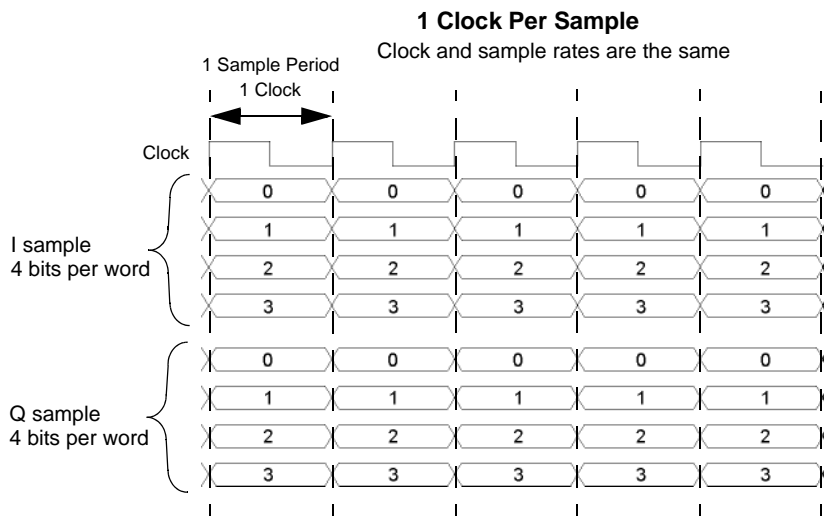 1 Clock Per Sample
Clock and sample rates are the same
1 Sample Period
1 Clock
Clock
0 0 0 0 0
1 1 1 1 1
I sample
4 bits per word
2 2 2 2 2
3 3 3 3 3
0 0 0 0 0
1 1 1 1 1
Q sample
4 bits per word
2 2 2 2 2
3 3 3 3 3